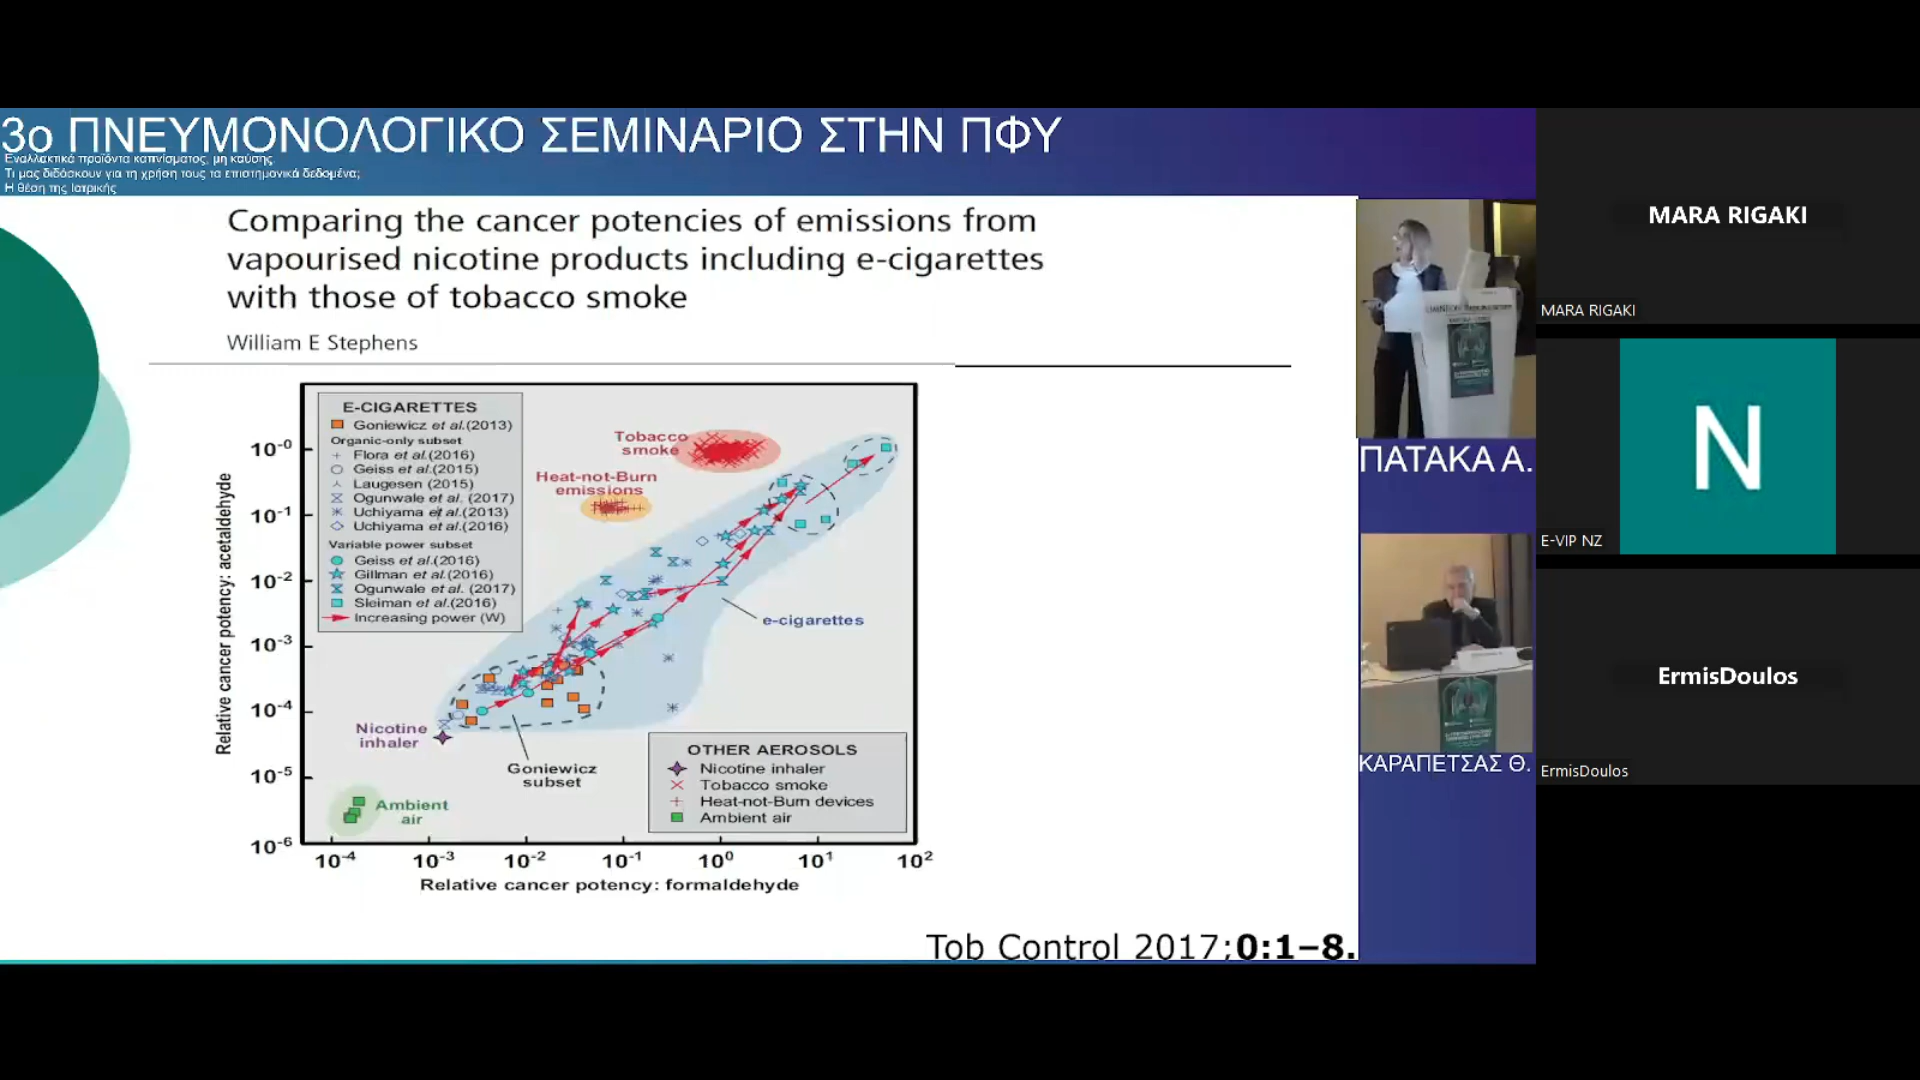 3ο ΠΝΕΥΜΟΝΟΛΟΓΙΚΟ ΣΕΜΙΝΑΡΙΟ ΣΤΗΝ ΠΦΥ
Εναλλακτικά προϊόντα καπνίσματος, μη καύσης.
Τι μας διδάσκουν για τη χρήση τους τα επιστημονικά δεδομένα;
Η θέση της Ιατρικής
Comparing the cancer potencies of emissions from
vapourised nicotine products including e-cigarettes
with those of tobacco smoke
William E Stephens
E-CIGARETTES
Goniewicz et al.(2013)
Organic-only subset
Flora et al.(2016)
Geiss et al.(2015)
Laugesen (2015)
Ogunwale et al. (2017)
Uchiyama et al.(2013)
Uchiyama et al.(2016)
Variable power subset
Geiss et al.(2016)
Gillman et al.(2016)
Ogunwale et al. (2017)
Sleiman et al.(2016)
Increasing power (W)
Tobacco
smoke
Heat-not-Burn
emissions
e-cigarettes
Nicotine
inhaler
Goniewicz
subset
Ambient
air
OTHER AEROSOLS
Nicotine inhaler
Tobacco smoke
Heat-not-Burn devices
Ambient air
Relative cancer potency: acetaldehyde
10⁻⁰
10⁻¹
10⁻²
10⁻³
10⁻⁴
10⁻⁵
10⁻⁶
10⁻⁴ 10⁻³ 10⁻² 10⁻¹ 10⁰ 10¹ 10²
Relative cancer potency: formaldehyde
Tob Control 2017;0:1–8.
ΠΑΤΑΚΑ Α.
ΚΑΡΑΠΕΤΣΑΣ Θ.
MARA RIGAKI
MARA RIGAKI
N
E-VIP NZ
ErmisDoulos
ErmisDoulos